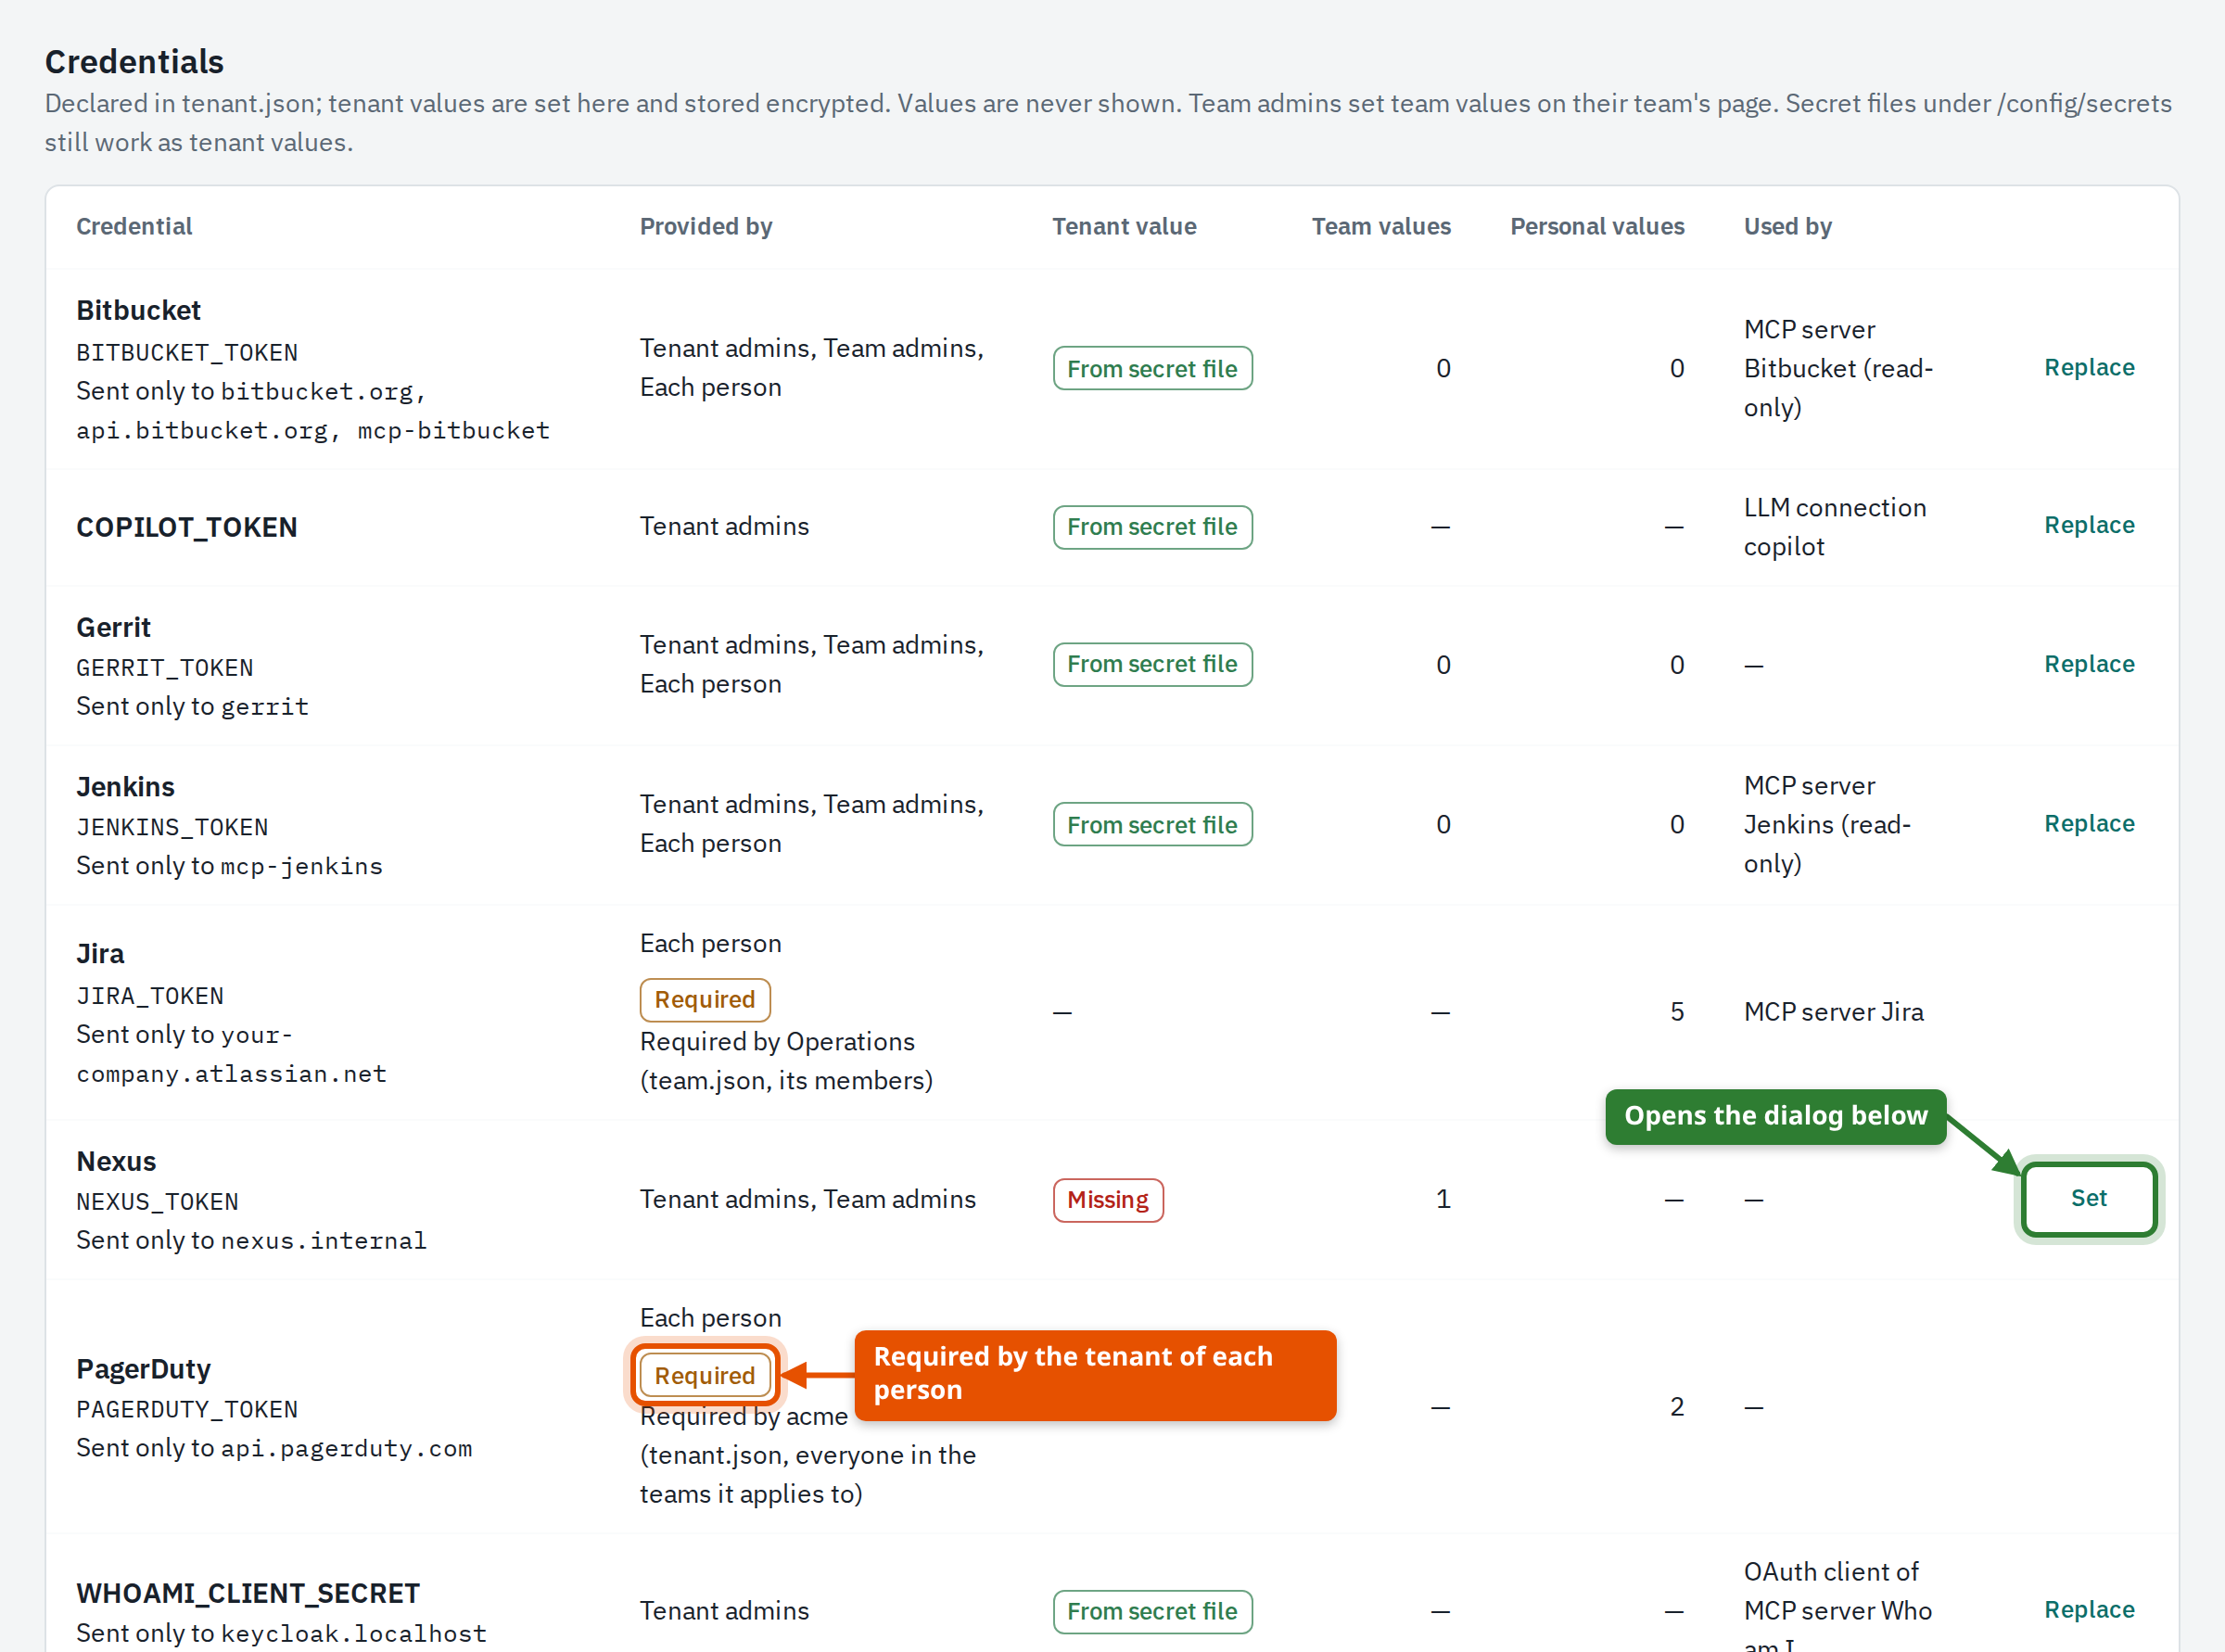 Credentials
Declared in tenant.json; tenant values are set here and stored encrypted. Values are never shown. Team admins set team values on their team's page. Secret files under /config/secrets
still work as tenant values.
Credential
Provided by
Tenant value
Team values
Personal values
Used by
Bitbucket
BITBUCKET_TOKEN
Sent only to bitbucket.org,
api.bitbucket.org, mcp-bitbucket
Tenant admins, Team admins,
Each person
From secret file
0
0
MCP server
Bitbucket (read-
only)
Replace
COPILOT_TOKEN
Tenant admins
From secret file
—
—
LLM connection
copilot
Replace
Gerrit
GERRIT_TOKEN
Sent only to gerrit
Tenant admins, Team admins,
Each person
From secret file
0
0
—
Replace
Jenkins
JENKINS_TOKEN
Sent only to mcp-jenkins
Tenant admins, Team admins,
Each person
From secret file
0
0
MCP server
Jenkins (read-
only)
Replace
Jira
JIRA_TOKEN
Sent only to your-
company.atlassian.net
Each person
Required
Required by Operations
(team.json, its members)
—
—
5
MCP server Jira
Opens the dialog below
Nexus
NEXUS_TOKEN
Sent only to nexus.internal
Tenant admins, Team admins
Missing
1
—
—
Set
PagerDuty
PAGERDUTY_TOKEN
Sent only to api.pagerduty.com
Each person
Required
Required by acme
(tenant.json, everyone in the
teams it applies to)
Required by the tenant of each
person
—
2
—
WHOAMI_CLIENT_SECRET
Sent only to keycloak.localhost
Tenant admins
From secret file
—
—
OAuth client of
MCP server Who
am I
Replace